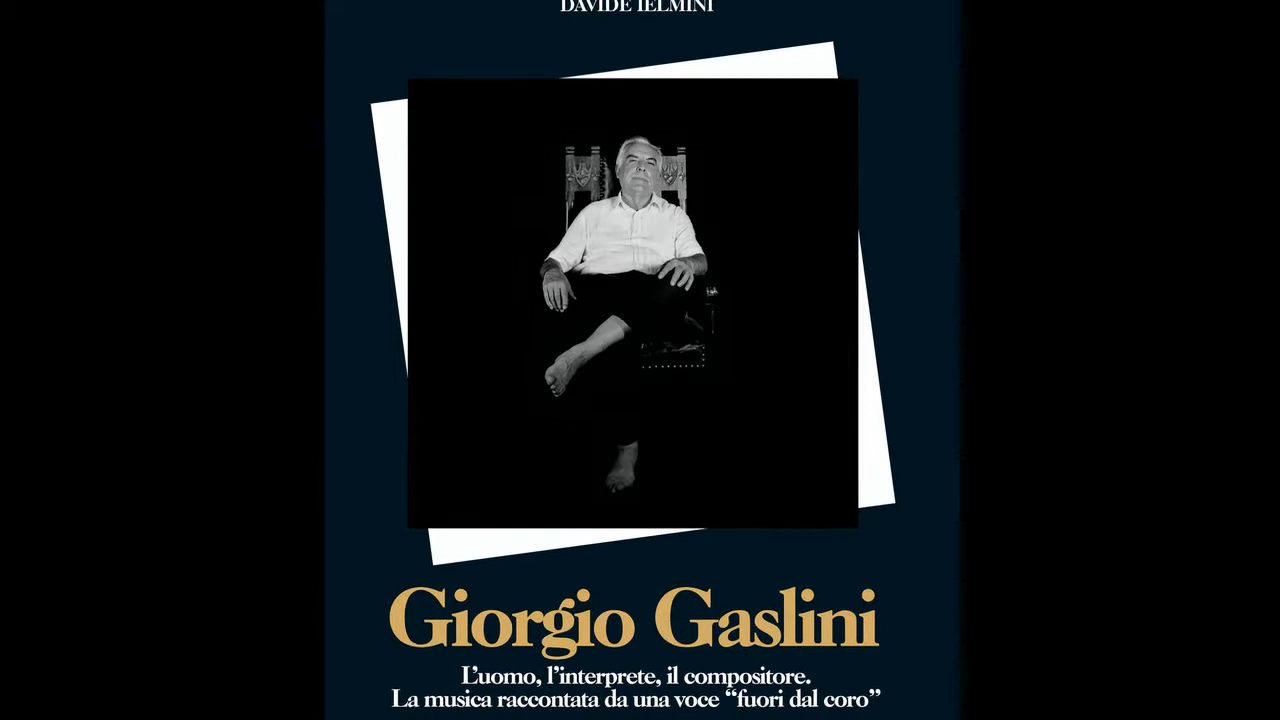 DAVIDE IELMINI
Giorgio Gaslini
L’uomo, l’interprete, il compositore.
La musica raccontata da una voce “fuori dal coro”